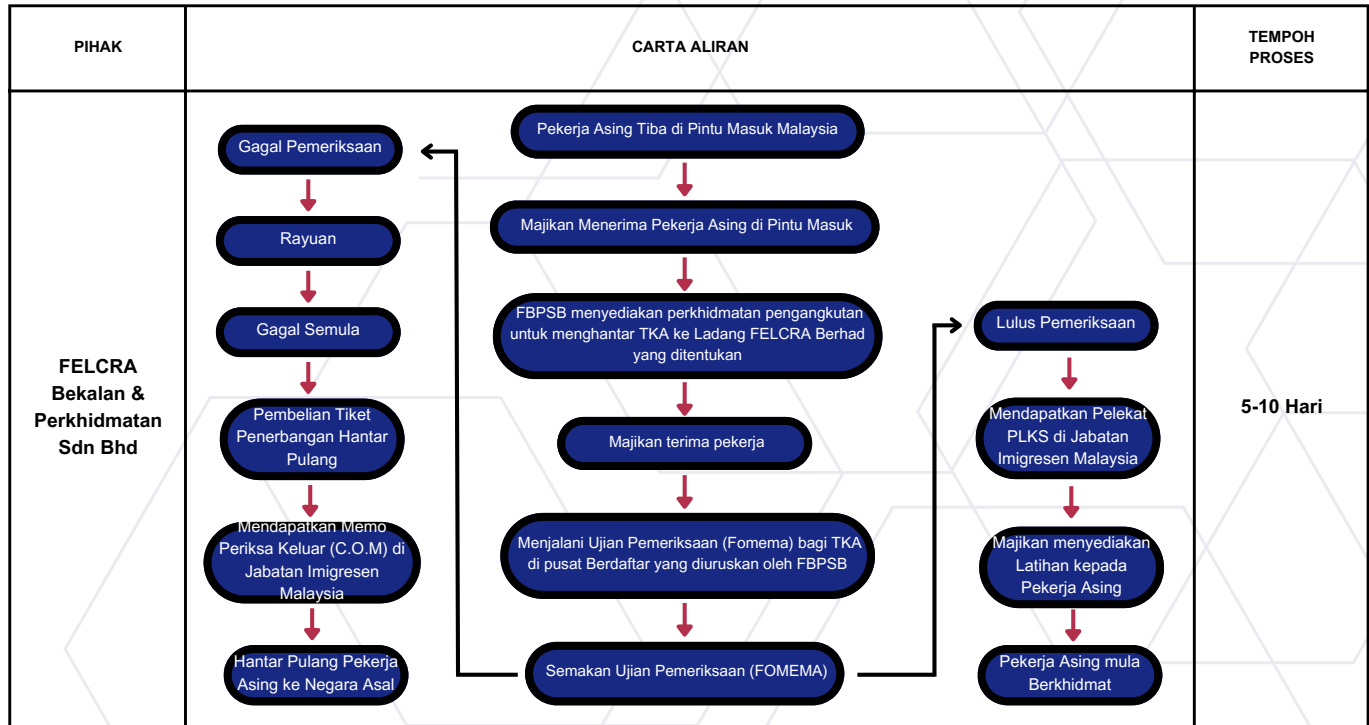 PIHAK
CARTA ALIRAN
TEMPOH
PROSES
FELCRA
Bekalan &
Perkhidmatan
Sdn Bhd
Gagal Pemeriksaan
Rayuan
Gagal Semula
Pembelian Tiket
Penerbangan Hantar
Pulang
Mendapatkan Memo
Periksa Keluar (C.O.M) di
Jabatan Imigresen
Malaysia
Hantar Pulang Pekerja
Asing ke Negara Asal
Pekerja Asing Tiba di Pintu Masuk Malaysia
Majikan Menerima Pekerja Asing di Pintu Masuk
FBPSB menyediakan perkhidmatan pengangkutan
untuk menghantar TKA ke Ladang FELCRA Berhad
yang ditentukan
Majikan terima pekerja
Menjalani Ujian Pemeriksaan (Fomema) bagi TKA
di pusat Berdaftar yang diuruskan oleh FBPSB
Semakan Ujian Pemeriksaan (FOMEMA)
Lulus Pemeriksaan
Mendapatkan Pelekat
PLKS di Jabatan
Imigresen Malaysia
Majikan menyediakan
Latihan kepada
Pekerja Asing
Pekerja Asing mula
Berkhidmat
5-10 Hari